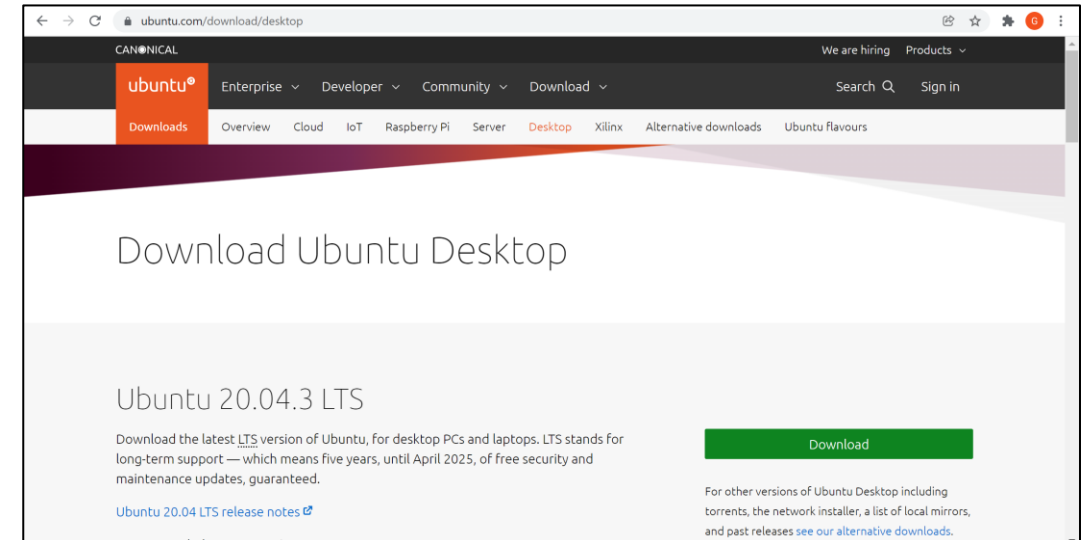 ubuntu.com/download/desktop
G
CANONICAL
We are hiring Products
ubuntu Enterprise Developer Community Download Search Sign in
Downloads Overview Cloud IoT Raspberry Pi Server Desktop Xilinx Alternative downloads Ubuntu flavours
Download Ubuntu Desktop
Ubuntu 20.04.3 LTS
Download the latest LTS version of Ubuntu, for desktop PCs and laptops. LTS stands for
long-term support — which means five years, until April 2025, of free security and
maintenance updates, guaranteed.
Ubuntu 20.04 LTS release notes
Download
For other versions of Ubuntu Desktop including
torrents, the network installer, a list of local mirrors,
and past releases see our alternative downloads.